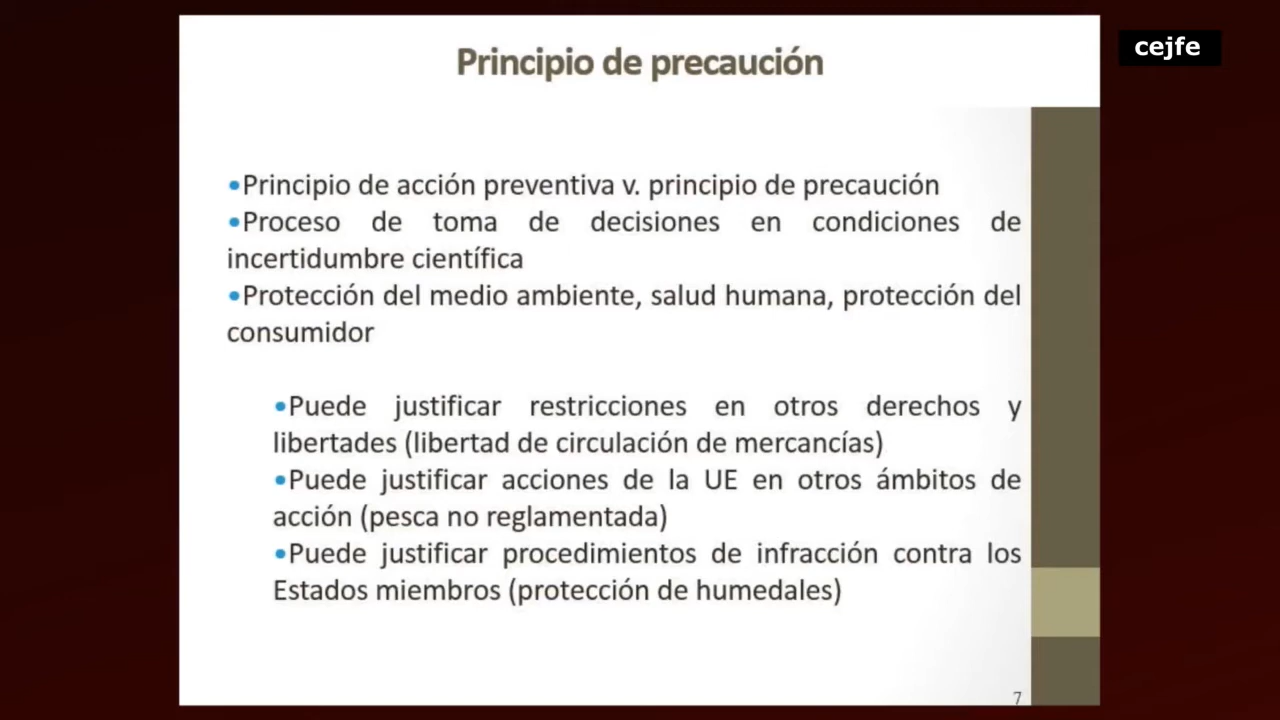 cejfe
Principio de precaución
•Principio de acción preventiva v. principio de precaución
•Proceso de toma de decisiones en condiciones de
incertidumbre científica
•Protección del medio ambiente, salud humana, protección del
consumidor
•Puede justificar restricciones en otros derechos y
libertades (libertad de circulación de mercancías)
•Puede justificar acciones de la UE en otros ámbitos de
acción (pesca no reglamentada)
•Puede justificar procedimientos de infracción contra los
Estados miembros (protección de humedales)
7